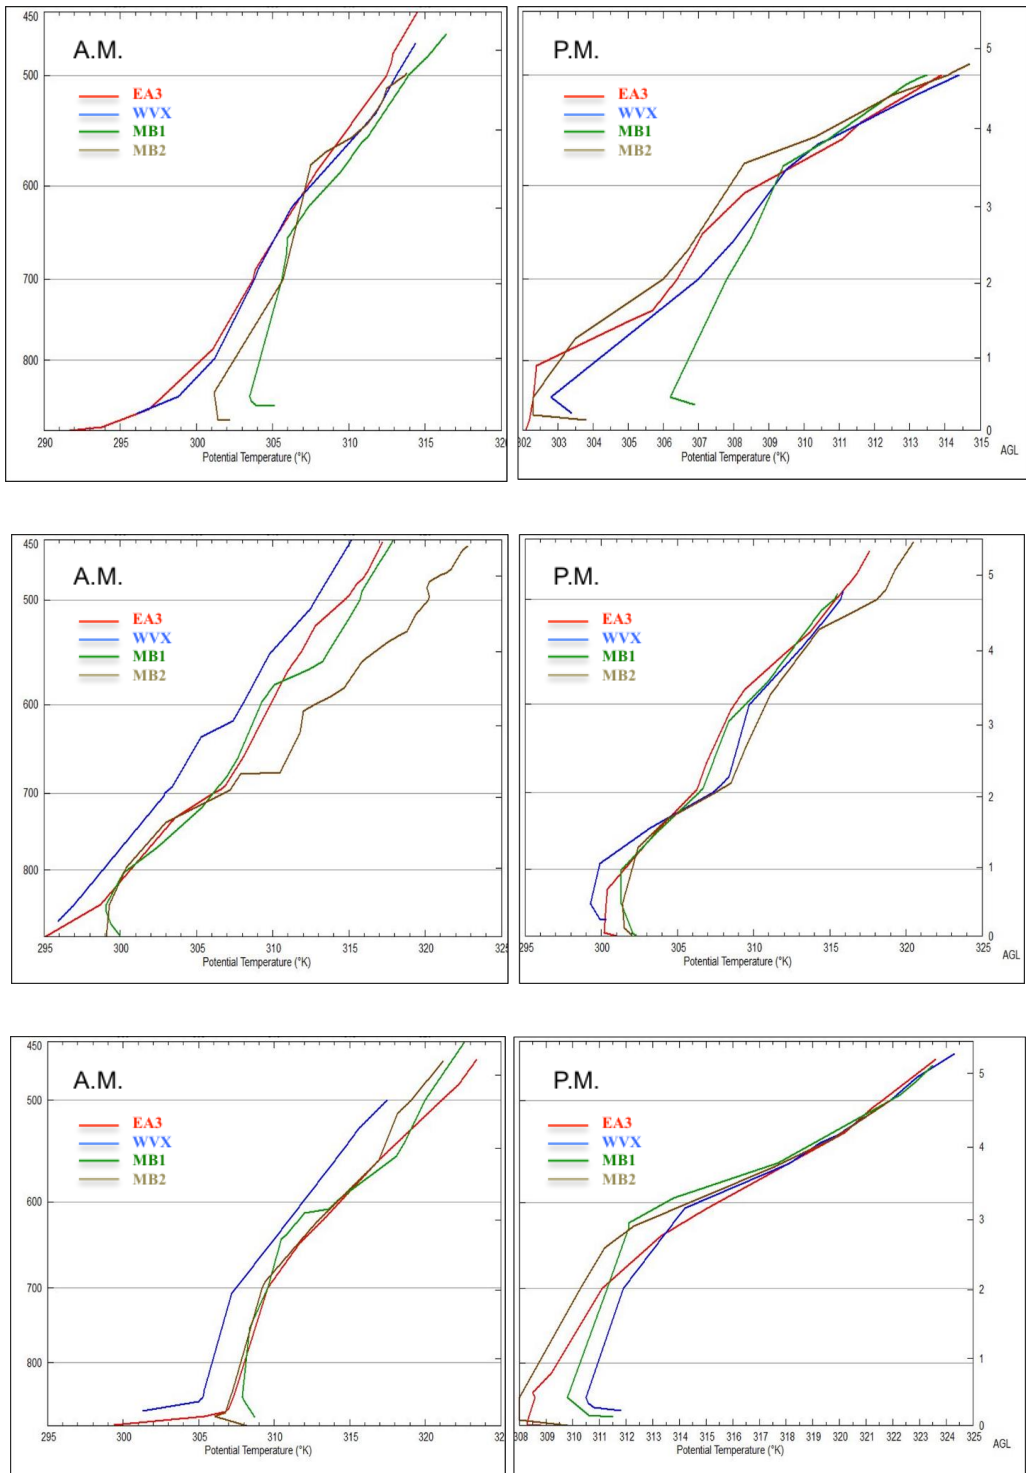 A.M.
EA3
WVX
MB1
MB2
450
500
600
700
800
290 295 300 305 310 315 320
Potential Temperature (°K)
P.M.
EA3
WVX
MB1
MB2
5
4
3
2
1
0
302 303 304 305 306 307 308 309 310 311 312 313 314 315
Potential Temperature (°K)
AGL
A.M.
EA3
WVX
MB1
MB2
450
500
600
700
800
295 300 305 310 315 320 325
Potential Temperature (°K)
P.M.
EA3
WVX
MB1
MB2
5
4
3
2
1
0
295 300 305 310 315 320 325
Potential Temperature (°K)
AGL
A.M.
EA3
WVX
MB1
MB2
450
500
600
700
800
295 300 305 310 315 320 325
Potential Temperature (°K)
P.M.
EA3
WVX
MB1
MB2
5
4
3
2
1
0
308 309 310 311 312 313 314 315 316 317 318 319 320 321 322 323 324 325
Potential Temperature (°K)
AGL